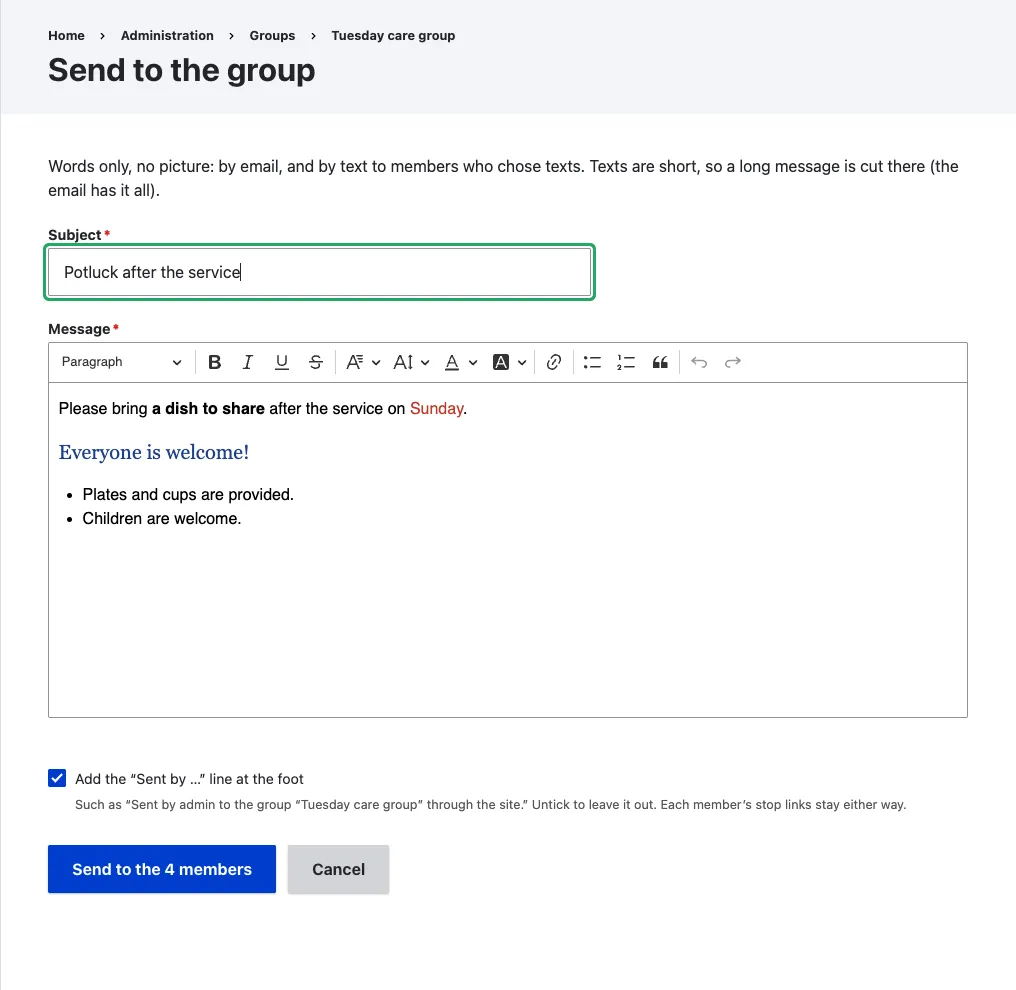 Home › Administration › Groups › Tuesday care group
Send to the group
Words only, no picture: by email, and by text to members who chose texts. Texts are short, so a long message is cut there (the
email has it all).
Subject*
Potluck after the service
Message*
Paragraph
Please bring a dish to share after the service on Sunday.
Everyone is welcome!
• Plates and cups are provided.
• Children are welcome.
Add the “Sent by …” line at the foot
Such as “Sent by admin to the group “Tuesday care group” through the site.” Untick to leave it out. Each member’s stop links stay either way.
Send to the 4 members Cancel